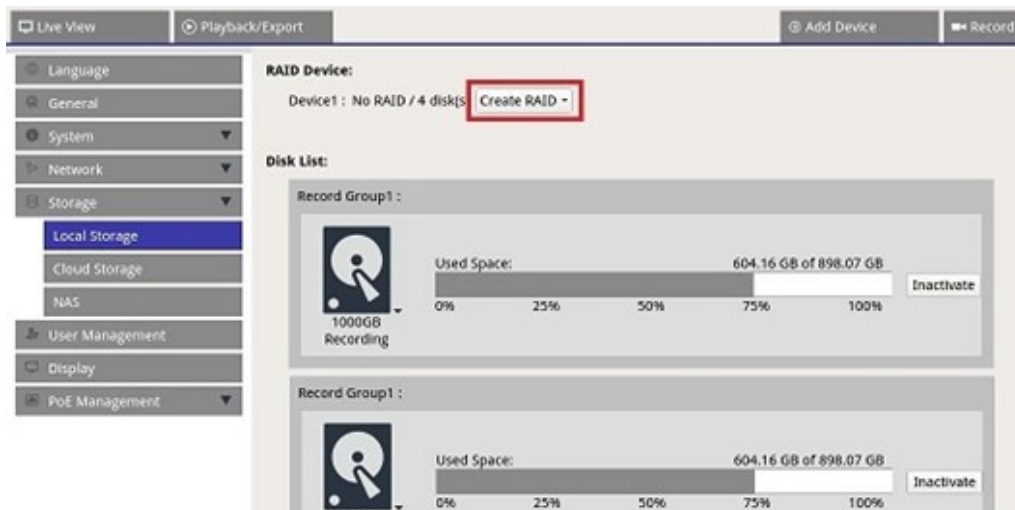 Live View
Playback/Export
Add Device
Record
Language
General
System
Network
Storage
Local Storage
Cloud Storage
NAS
User Management
Display
PoE Management
RAID Device:
Device1 : No RAID / 4 disk(s
Create RAID
Disk List:
Record Group1 :
Used Space: 604.16 GB of 898.07 GB
Inactivate
0% 25% 50% 75% 100%
1000GB
Recording
Record Group1 :
Used Space: 604.16 GB of 898.07 GB
Inactivate
0% 25% 50% 75% 100%